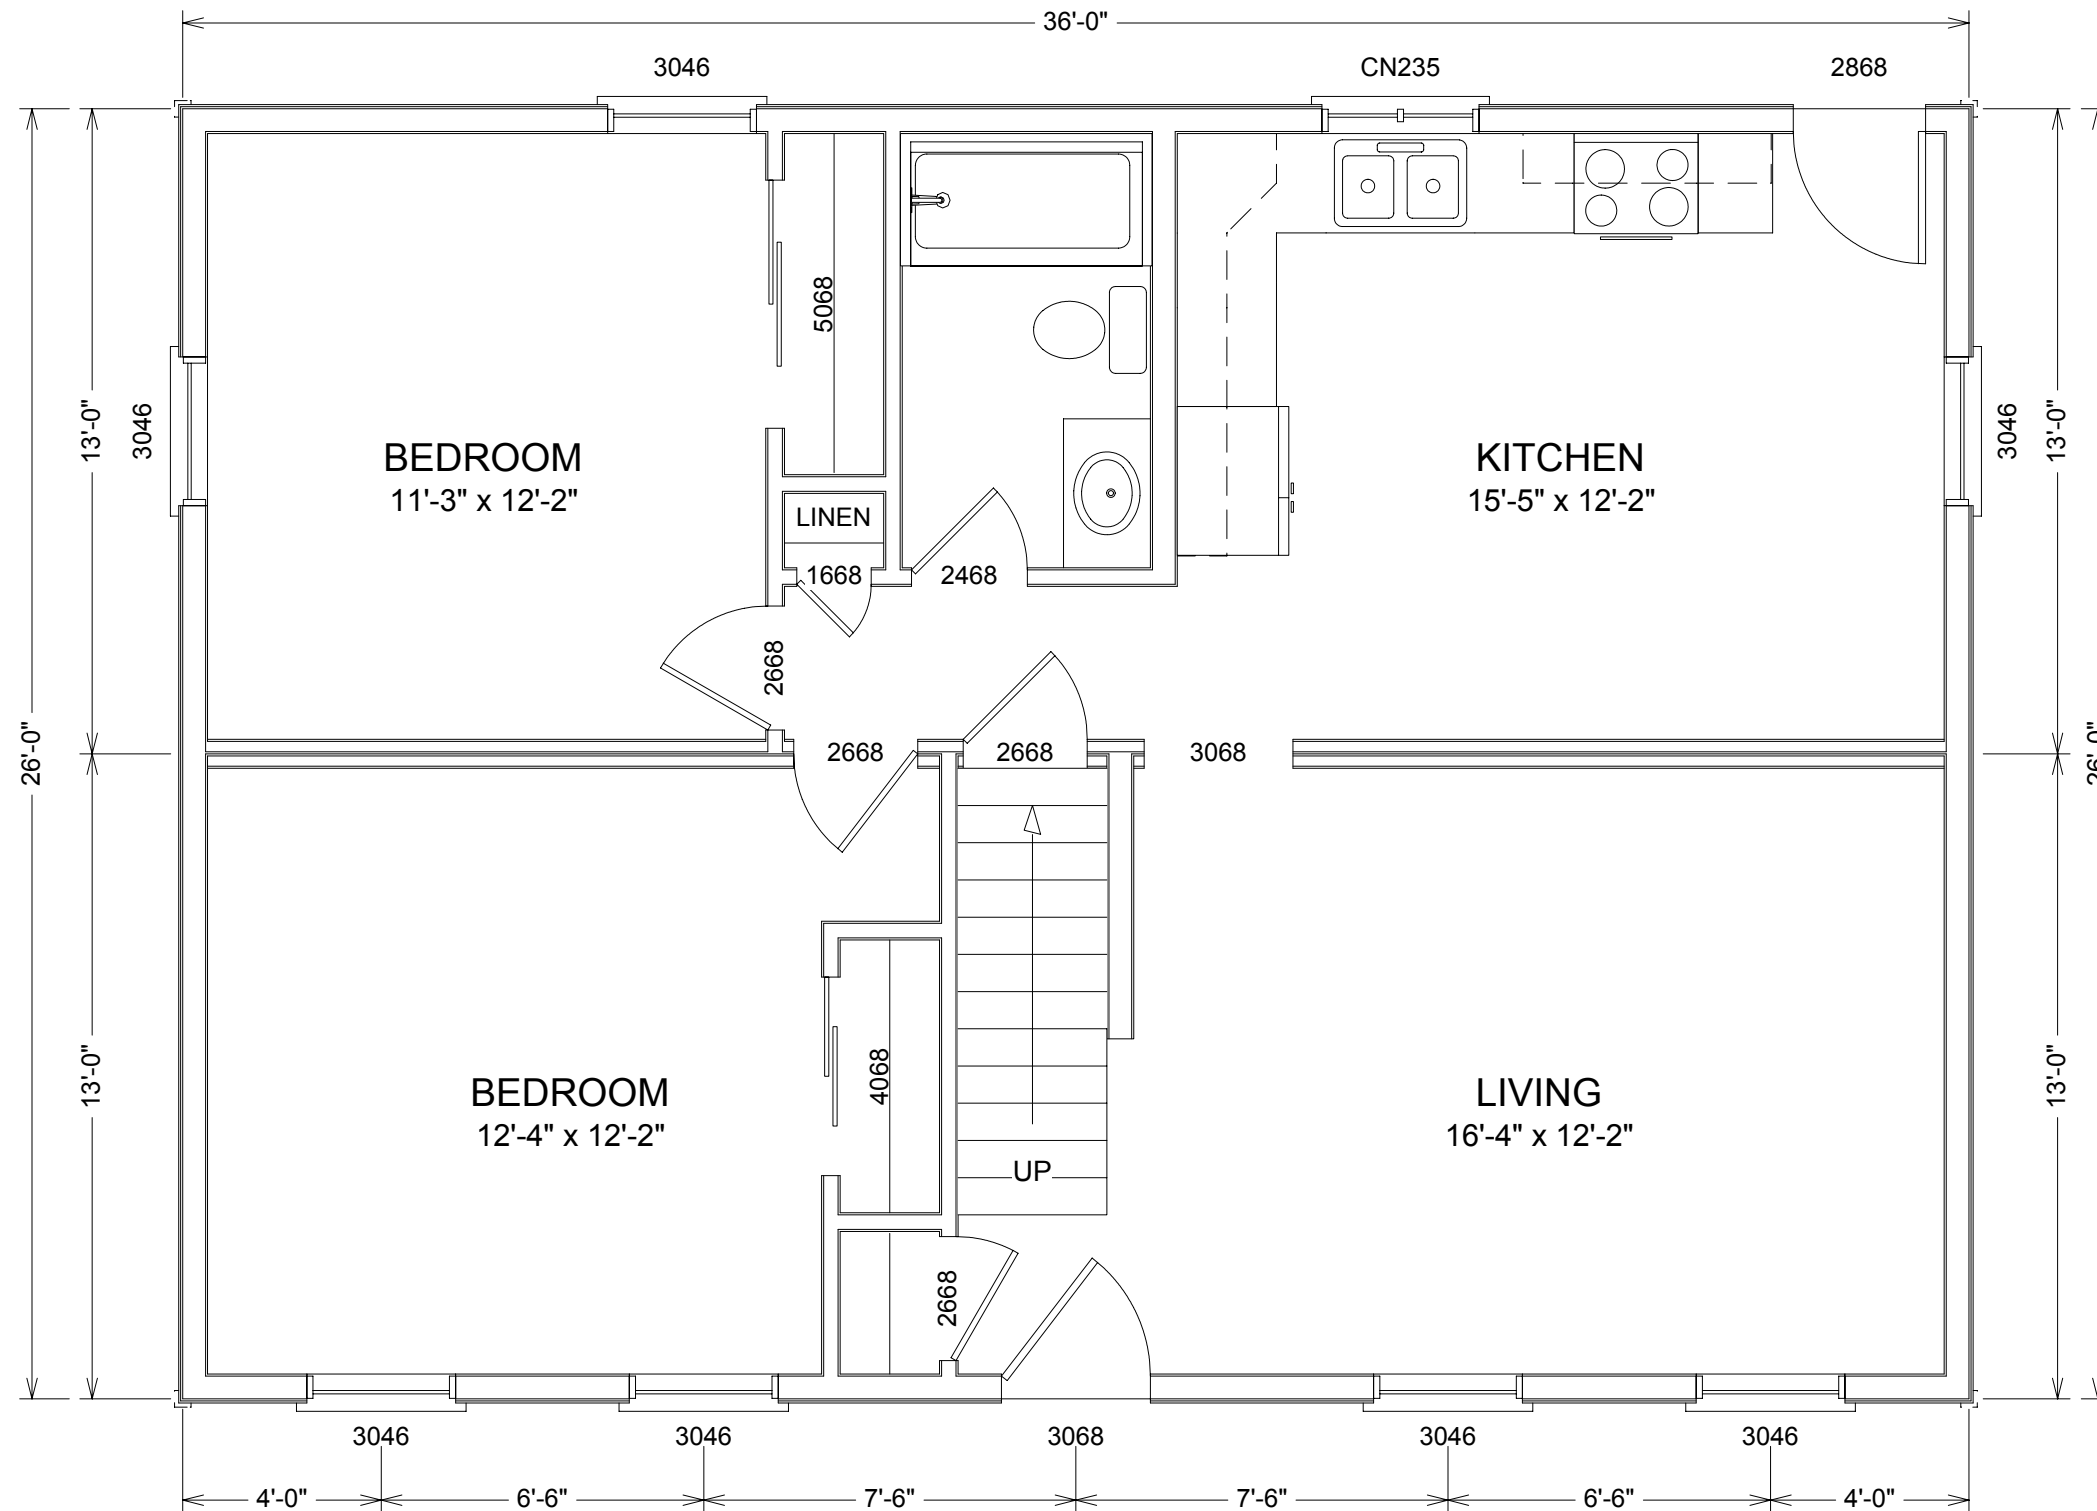 36'-0"
3046
CN235
2868
5068
13'-0"
3046
BEDROOM
11'-3" x 12'-2"
KITCHEN
15'-5" x 12'-2"
3046
13'-0"
LINEN
1668
2468
2668
26'-0"
2668
2668
3068
26'-0"
13'-0"
BEDROOM
12'-4" x 12'-2"
4068
LIVING
16'-4" x 12'-2"
13'-0"
UP
2668
3046
3046
3068
3046
3046
4'-0"
6'-6"
7'-6"
7'-6"
6'-6"
4'-0"